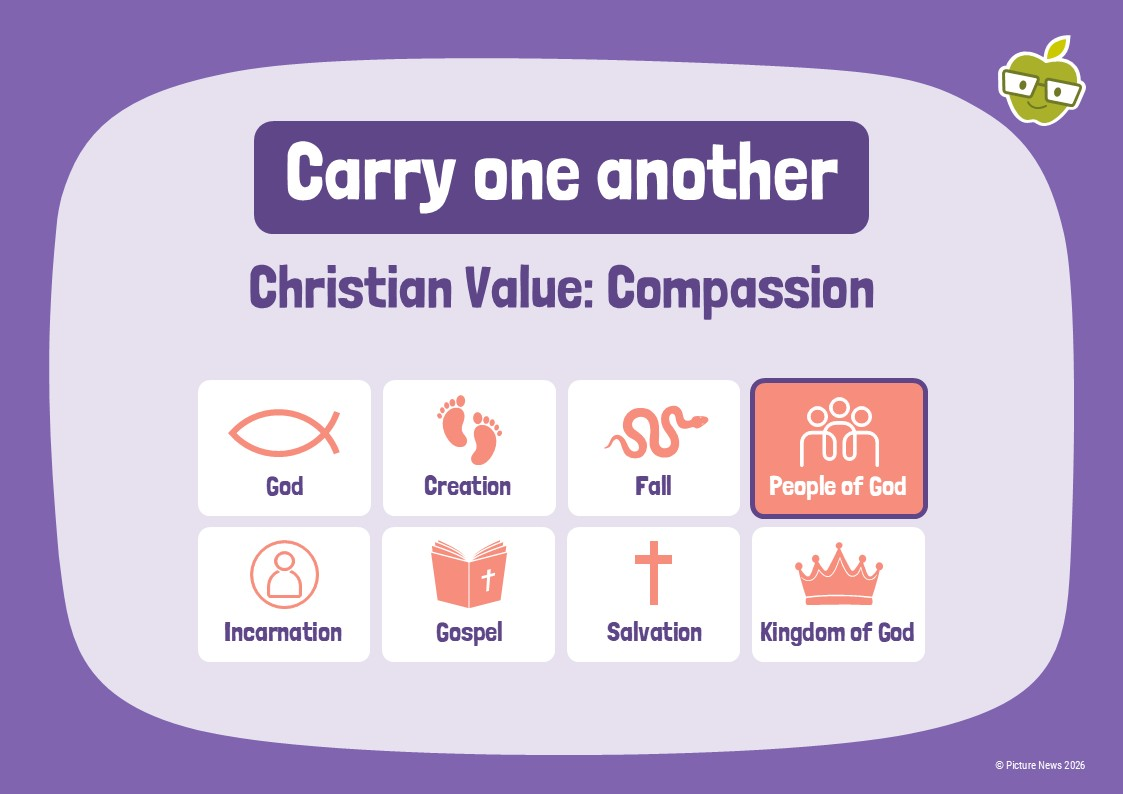 Carry one another
Christian Value: Compassion
God
Creation
Fall
People of God
Incarnation
Gospel
Salvation
Kingdom of God
© Picture News 2026